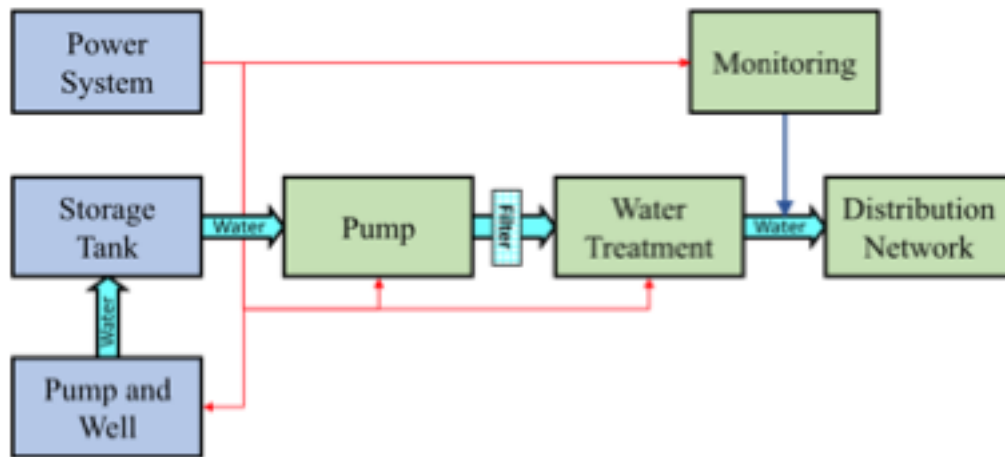 Power
System
Monitoring
Storage
Tank
Water
Pump
Filter
Water
Treatment
Water
Distribution
Network
Water
Pump and
Well